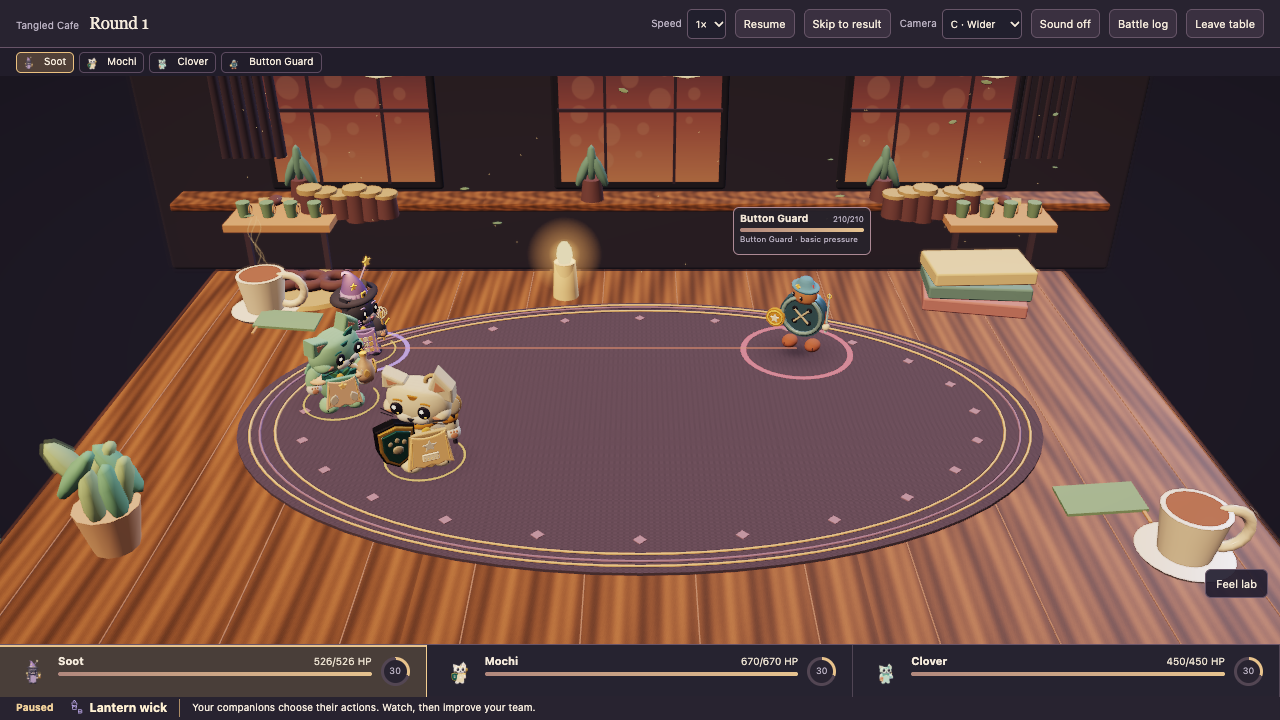 Tangled Cafe Round 1 Speed 1x Resume Skip to result Camera C · Wider Sound off Battle log Leave table
Soot Mochi Clover Button Guard
Button Guard 210/210
Button Guard · basic pressure
Feel lab
Soot 526/526 HP 30 Mochi 670/670 HP 30 Clover 450/450 HP 30
Paused Lantern wick Your companions choose their actions. Watch, then improve your team.